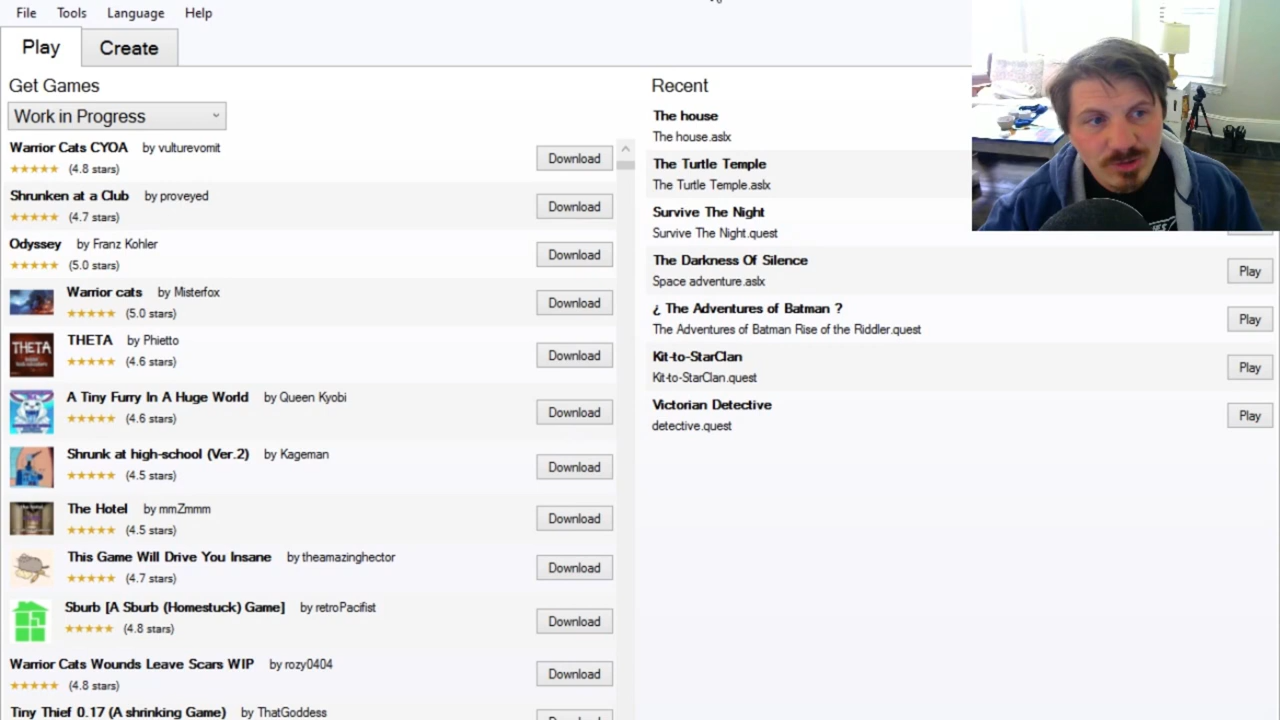 File Tools Language Help
Play Create
Get Games
Work in Progress
Warrior Cats CYOA by vulturevomit
(4.8 stars)
Download
Shrunken at a Club by proveyed
(4.7 stars)
Download
Odyssey by Franz Kohler
(5.0 stars)
Download
Warrior cats by Misterfox
(5.0 stars)
Download
THETA
THETA by Phietto
(4.6 stars)
Download
A Tiny Furry In A Huge World by Queen Kyobi
(4.6 stars)
Download
Shrunk at high-school (Ver.2) by Kageman
(4.5 stars)
Download
The Hotel by mmZmmm
(4.5 stars)
Download
This Game Will Drive You Insane by theamazinghector
(4.7 stars)
Download
Sburb [A Sburb (Homestuck) Game] by retroPacifist
(4.8 stars)
Download
Warrior Cats Wounds Leave Scars WIP by rozy0404
(4.8 stars)
Download
Tiny Thief 0.17 (A shrinking Game) by ThatGoddess
Recent
The house
The house.aslx
The Turtle Temple
The Turtle Temple.aslx
Survive The Night
Survive The Night.quest
The Darkness Of Silence
Space adventure.aslx
Play
¿ The Adventures of Batman ?
The Adventures of Batman Rise of the Riddler.quest
Play
Kit-to-StarClan
Kit-to-StarClan.quest
Play
Victorian Detective
detective.quest
Play